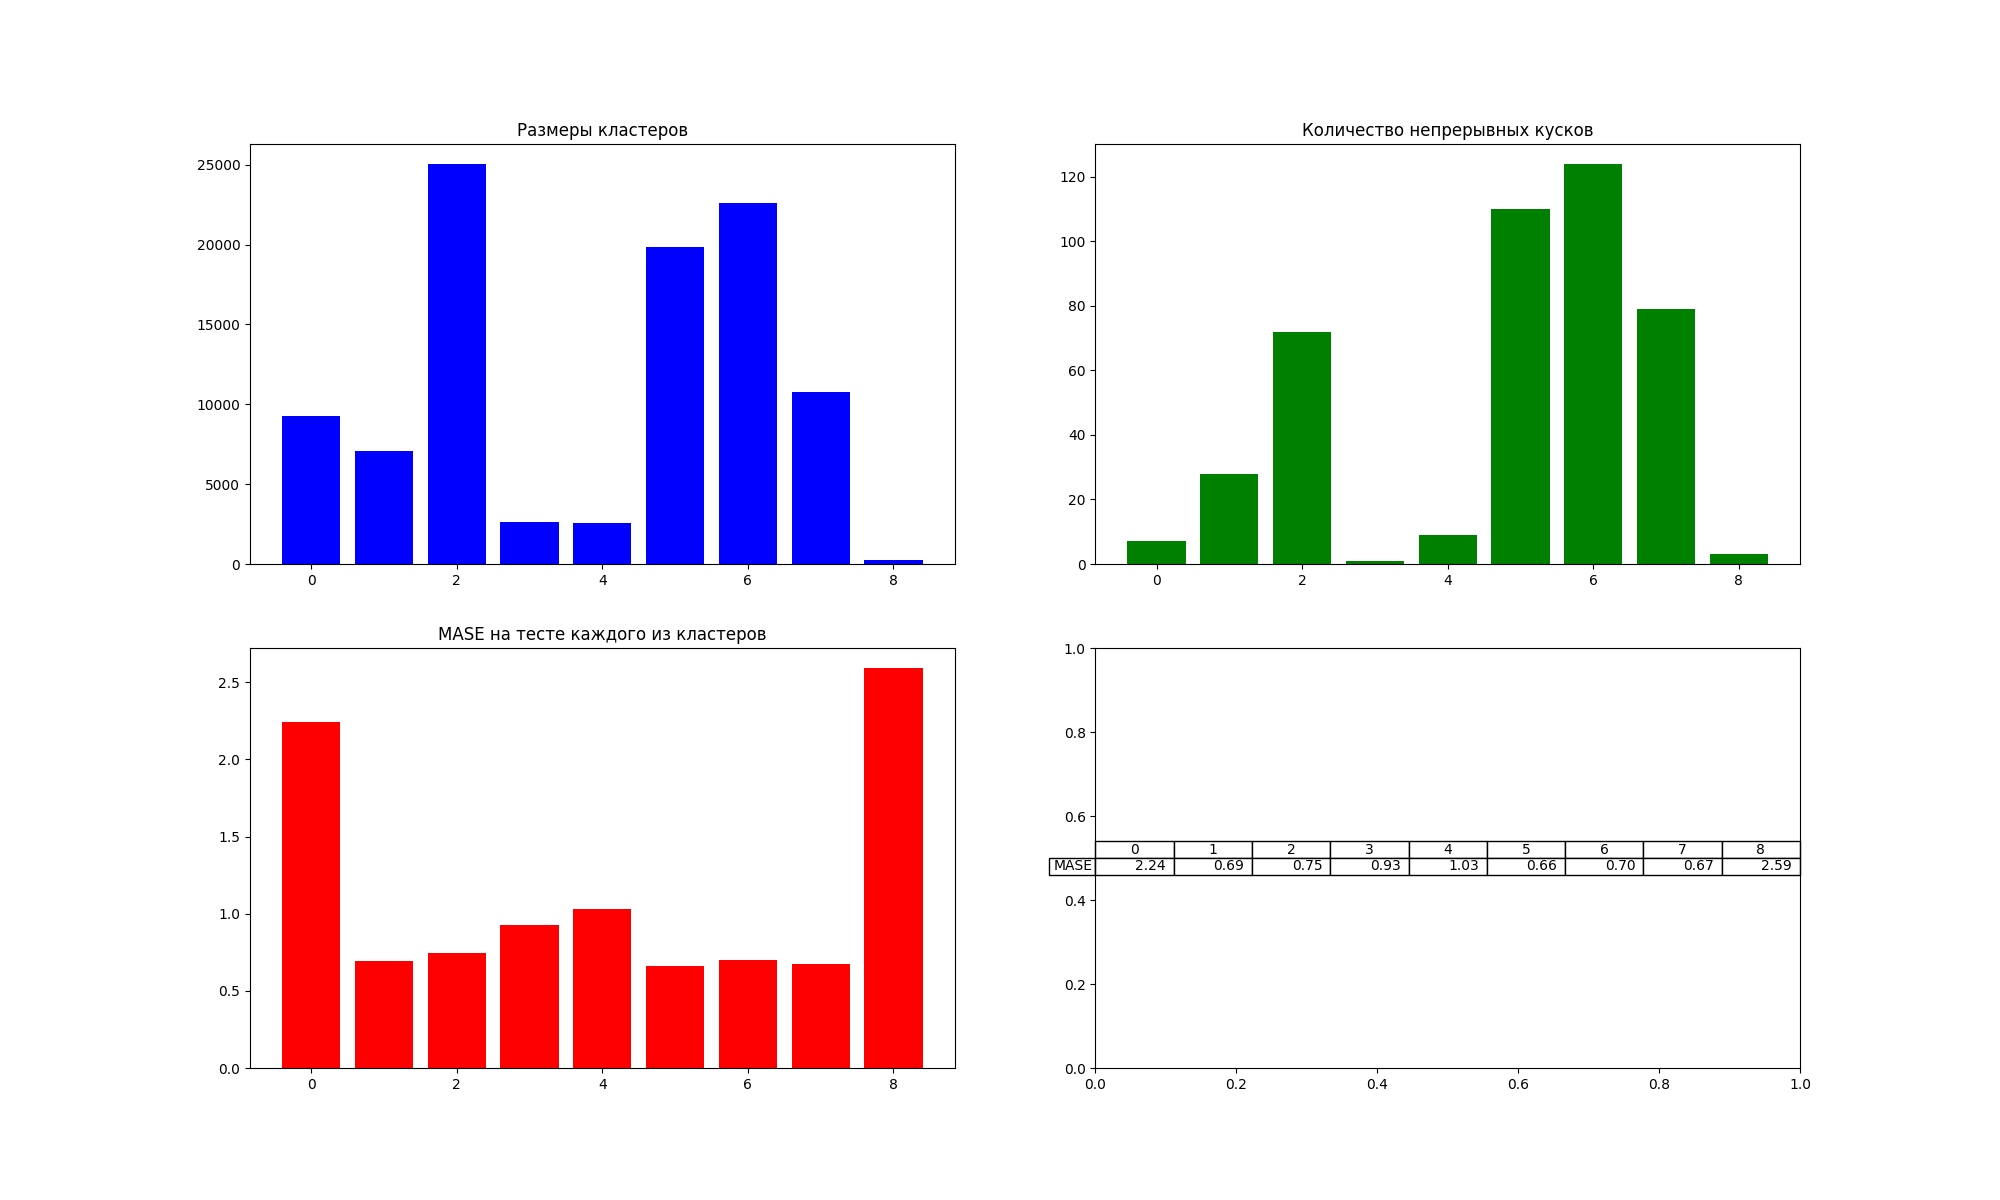 Размеры кластеров
25000
20000
15000
10000
5000
0
0 2 4 6 8
Количество непрерывных кусков
120
100
80
60
40
20
0
0 2 4 6 8
MASE на тесте каждого из кластеров
2.5
2.0
1.5
1.0
0.5
0.0
0 2 4 6 8
1.0
0.8
0.6
0 1 2 3 4 5 6 7 8
MASE 2.24 0.69 0.75 0.93 1.03 0.66 0.70 0.67 2.59
0.4
0.2
0.0
0.0 0.2 0.4 0.6 0.8 1.0